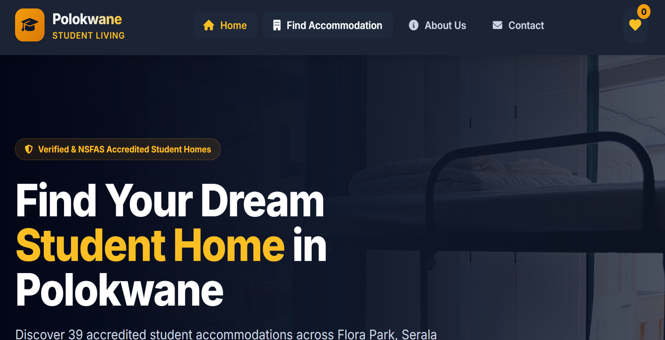 Polokwane
STUDENT LIVING
Home
Find Accommodation
About Us
Contact
0
Verified & NSFAS Accredited Student Homes
Find Your Dream
Student Home in
Polokwane
Discover 39 accredited student accommodations across Flora Park, Serala